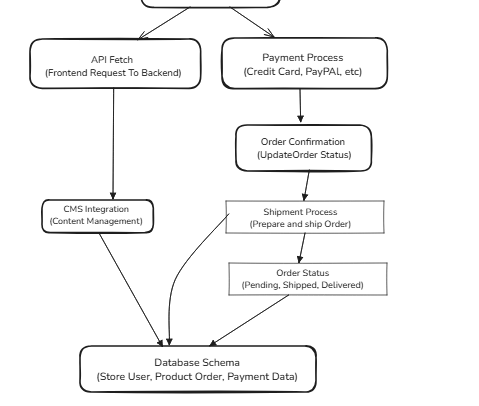 API Fetch
(Frontend Request To Backend)
Payment Process
(Credit Card, PayPAl, etc)
Order Confirmation
(UpdateOrder Status)
CMS Integration
(Content Management)
Shipment Process
(Prepare and ship Order)
Order Status
(Pending, Shipped, Delivered)
Database Schema
(Store User, Product Order, Payment Data)